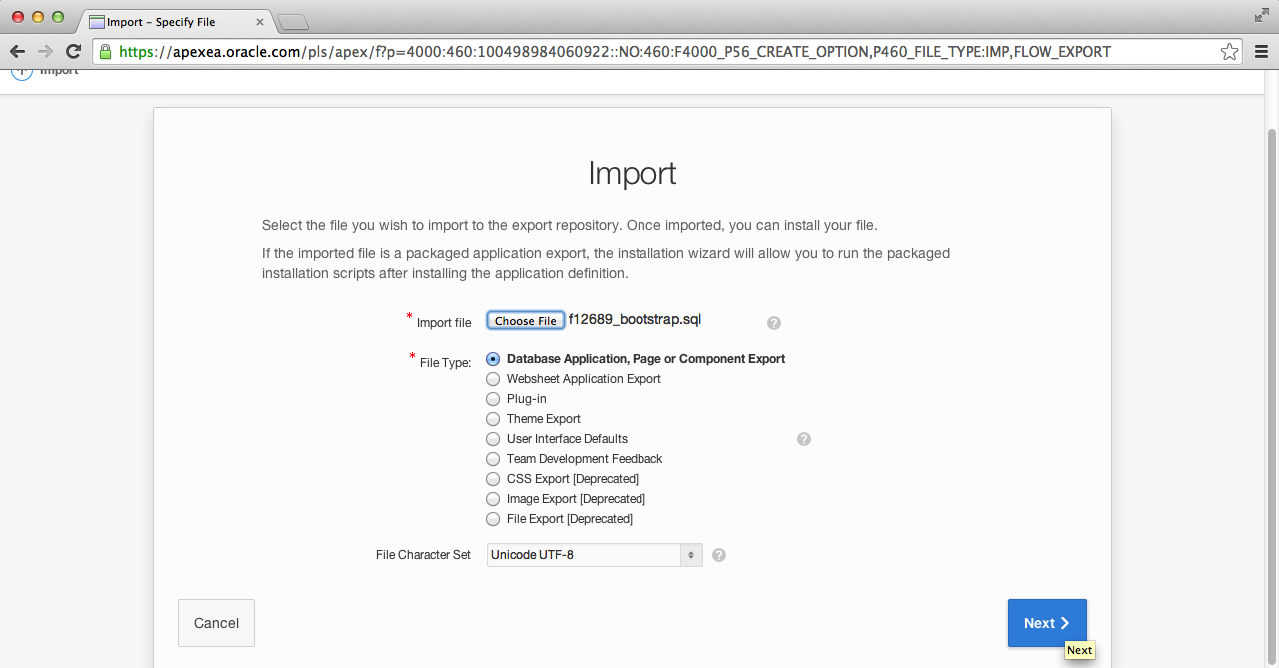 Import – Specify File
https://apexea.oracle.com/pls/apex/f?p=4000:460:100498984060922::NO:460:F4000_P56_CREATE_OPTION,P460_FILE_TYPE:IMP,FLOW_EXPORT
Import
Import
Select the file you wish to import to the export repository. Once imported, you can install your file.
If the imported file is a packaged application export, the installation wizard will allow you to run the packaged
installation scripts after installing the application definition.
* Import file Choose File f12689_bootstrap.sql ?
* File Type: Database Application, Page or Component Export
Websheet Application Export
Plug-in
Theme Export
User Interface Defaults ?
Team Development Feedback
CSS Export [Deprecated]
Image Export [Deprecated]
File Export [Deprecated]
File Character Set Unicode UTF-8 ?
Cancel Next
Next